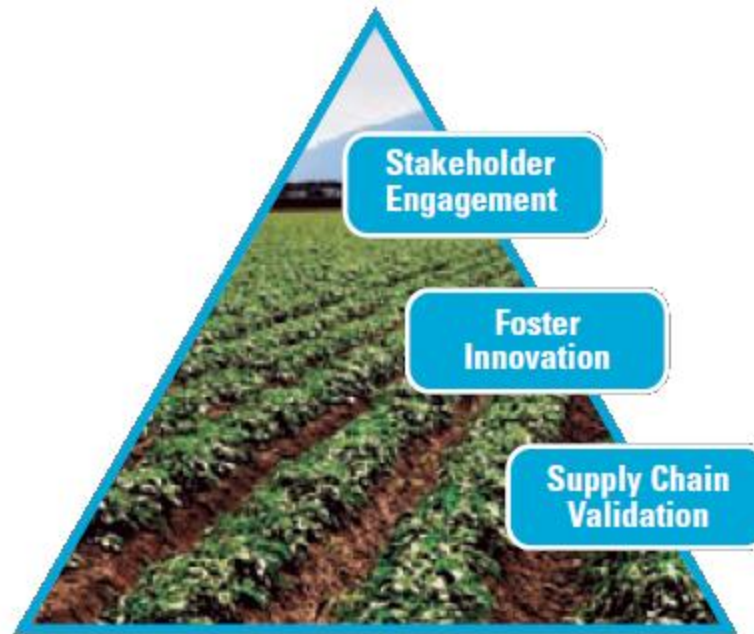 Stakeholder
Engagement
Foster
Innovation
Supply Chain
Validation